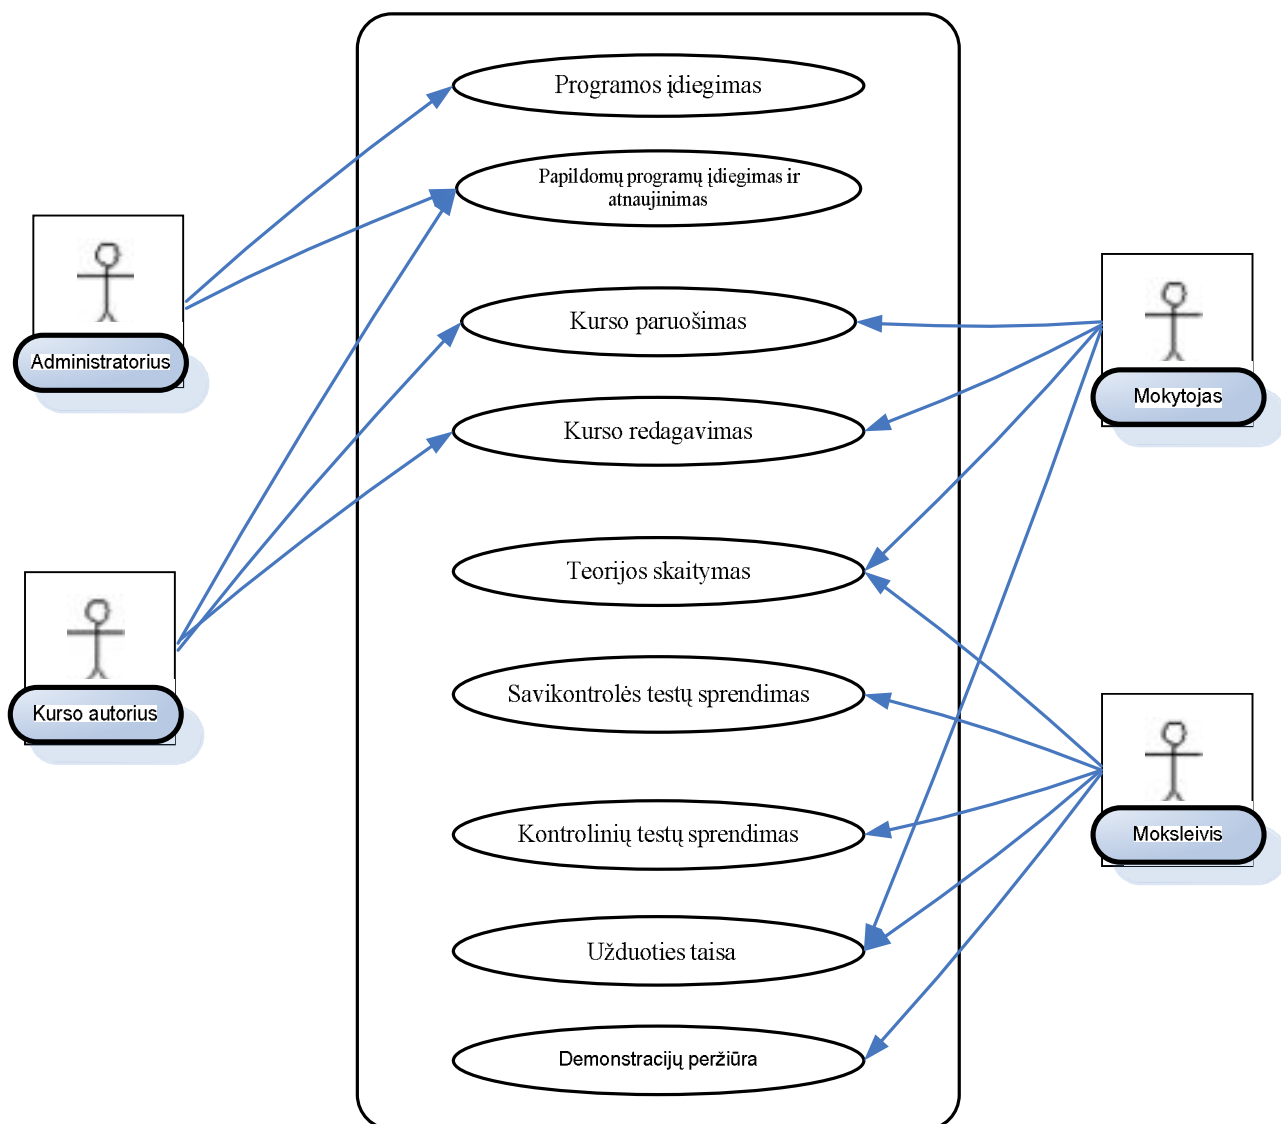 Programos įdiegimas
Papildomų programų įdiegimas ir
atnaujinimas
Administratorius
Kurso paruošimas
Mokytojas
Kurso redagavimas
Teorijos skaitymas
Kurso autorius
Savikontrolės testų sprendimas
Kontrolinių testų sprendimas
Moksleivis
Užduoties taisa
Demonstracijų peržiūra